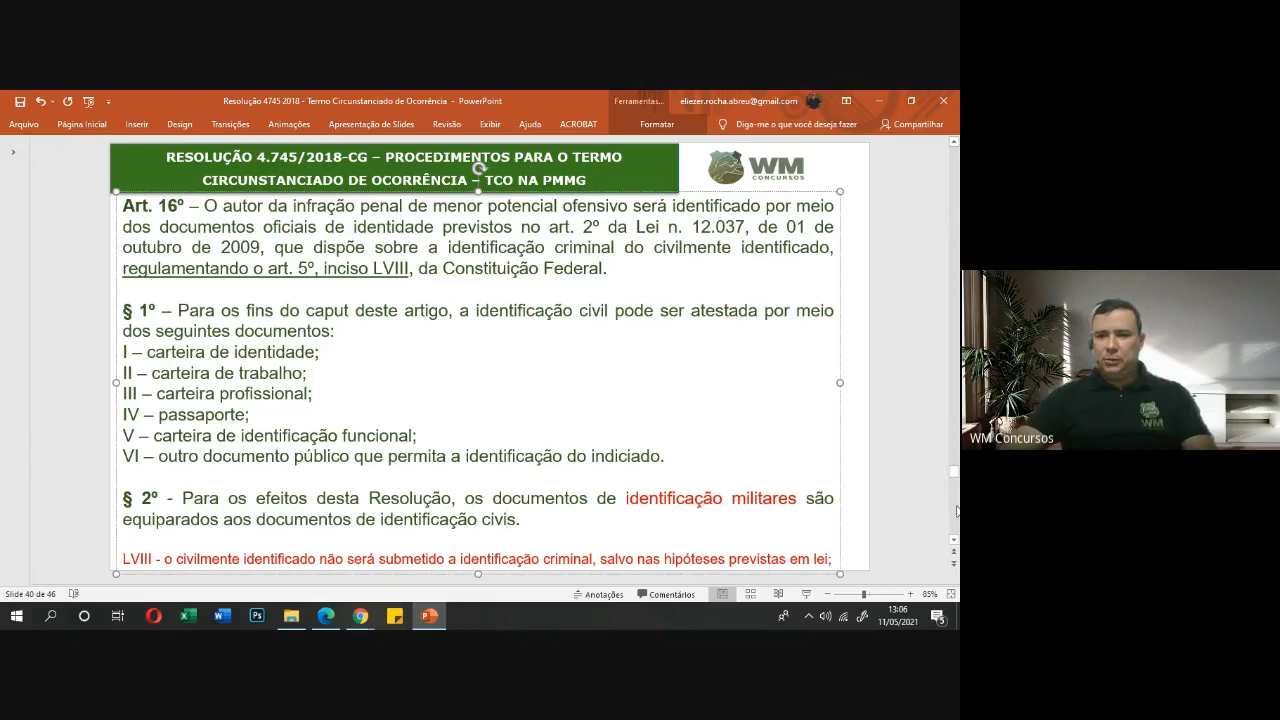 Resolução 4745 2018 - Termo Circunstanciado de Ocorrência - PowerPoint
Ferramentas...
eliezer.rocha.abreu@gmail.com
Arquivo Página Inicial Inserir Design Transições Animações Apresentação de Slides Revisão Exibir Ajuda ACROBAT Formatar Diga-me o que você deseja fazer Compartilhar
RESOLUÇÃO 4.745/2018-CG – PROCEDIMENTOS PARA O TERMO
CIRCUNSTANCIADO DE OCORRÊNCIA – TCO NA PMMG
WM
CONCURSOS
Art. 16º – O autor da infração penal de menor potencial ofensivo será identificado por meio
dos documentos oficiais de identidade previstos no art. 2º da Lei n. 12.037, de 01 de
outubro de 2009, que dispõe sobre a identificação criminal do civilmente identificado,
regulamentando o art. 5º, inciso LVIII, da Constituição Federal.
§ 1º – Para os fins do caput deste artigo, a identificação civil pode ser atestada por meio
dos seguintes documentos:
I – carteira de identidade;
II – carteira de trabalho;
III – carteira profissional;
IV – passaporte;
V – carteira de identificação funcional;
VI – outro documento público que permita a identificação do indiciado.
§ 2º - Para os efeitos desta Resolução, os documentos de identificação militares são
equiparados aos documentos de identificação civis.
LVIII - o civilmente identificado não será submetido a identificação criminal, salvo nas hipóteses previstas em lei;
WM
WM Concursos
Slide 40 de 46
Anotações Comentários
85%
13:06
11/05/2021
5